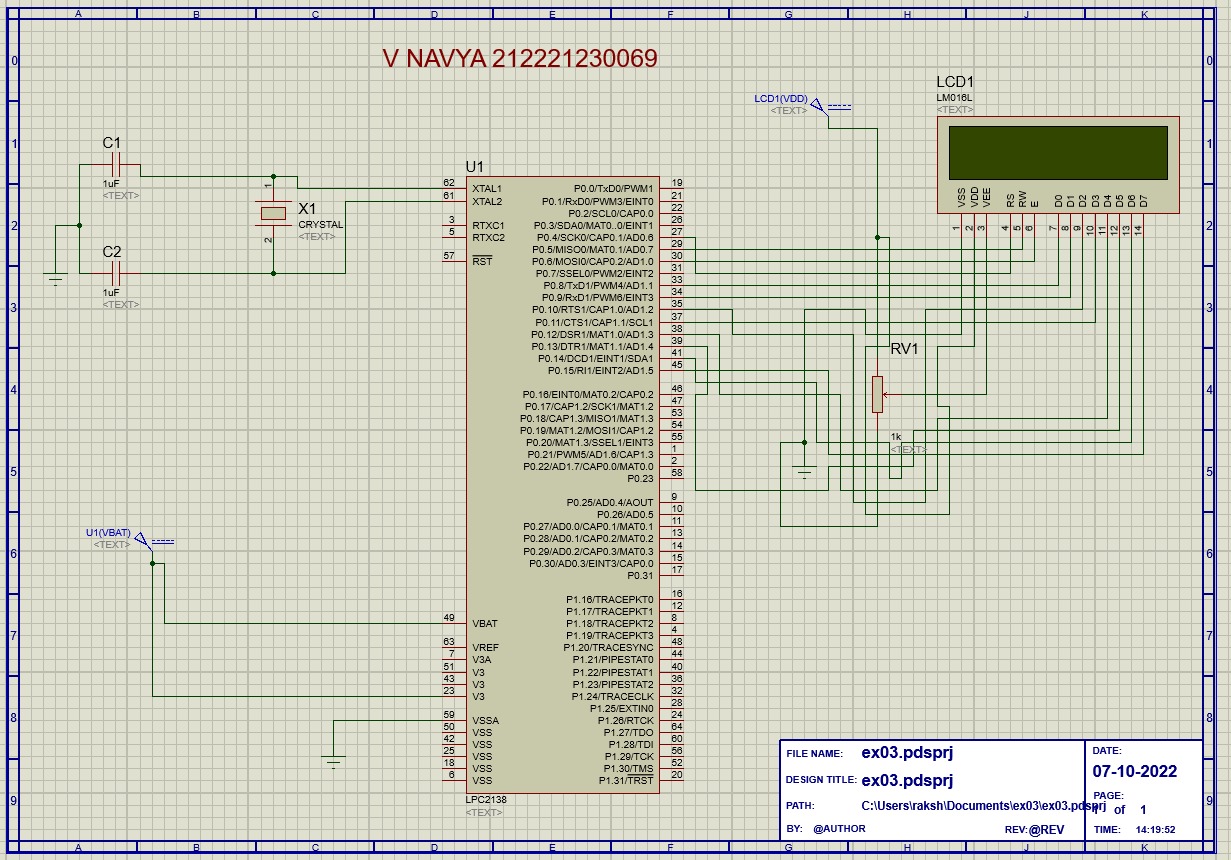 A B C D E F G H J K
V NAVYA 212221230069
0 0
LCD1
LM016L
<TEXT>
LCD1(VDD)
<TEXT>
1 1
VSS VDD VEE RS RW E D0 D1 D2 D3 D4 D5 D6 D7
1 2 3 4 5 6 7 8 9 10 11 12 13 14
C1
1uF
<TEXT>
X1
CRYSTAL
<TEXT>
1
2
2 2
C2
1uF
<TEXT>
3 3
U1
62 XTAL1 P0.0/TxD0/PWM1 19
61 XTAL2 P0.1/RxD0/PWM3/EINT0 21
P0.2/SCL0/CAP0.0 22
3 RTXC1 P0.3/SDA0/MAT0..0/EINT1 26
5 RTXC2 P0.4/SCK0/CAP0.1/AD0.6 27
P0.5/MISO0/MAT0.1/AD0.7 29
57 RST P0.6/MOSI0/CAP0.2/AD1.0 30
P0.7/SSEL0/PWM2/EINT2 31
P0.8/TxD1/PWM4/AD1.1 33
P0.9/RxD1/PWM6/EINT3 34
P0.10/RTS1/CAP1.0/AD1.2 35
P0.11/CTS1/CAP1.1/SCL1 37
P0.12/DSR1/MAT1.0/AD1.3 38
P0.13/DTR1/MAT1.1/AD1.4 39
P0.14/DCD1/EINT1/SDA1 41
P0.15/RI1/EINT2/AD1.5 45
RV1
1k
<TEXT>
4 4
P0.16/EINT0/MAT0.2/CAP0.2 46
P0.17/CAP1.2/SCK1/MAT1.2 47
P0.18/CAP1.3/MISO1/MAT1.3 53
P0.19/MAT1.2/MOSI1/CAP1.2 54
P0.20/MAT1.3/SSEL1/EINT3 55
P0.21/PWM5/AD1.6/CAP1.3 1
P0.22/AD1.7/CAP0.0/MAT0.0 2
P0.23 58
5 5
P0.25/AD0.4/AOUT 9
P0.26/AD0.5 10
P0.27/AD0.0/CAP0.1/MAT0.1 11
P0.28/AD0.1/CAP0.2/MAT0.2 13
P0.29/AD0.2/CAP0.3/MAT0.3 14
P0.30/AD0.3/EINT3/CAP0.0 15
P0.31 17
U1(VBAT)
<TEXT>
6 6
P1.16/TRACEPKT0 16
P1.17/TRACEPKT1 12
49 VBAT P1.18/TRACEPKT2 8
P1.19/TRACEPKT3 4
63 VREF P1.20/TRACESYNC 48
7 V3A P1.21/PIPESTAT0 44
51 V3 P1.22/PIPESTAT1 40
43 V3 P1.23/PIPESTAT2 36
23 V3 P1.24/TRACECLK 32
P1.25/EXTIN0 28
59 VSSA P1.26/RTCK 24
50 VSS P1.27/TDO 64
42 VSS P1.28/TDI 60
25 VSS P1.29/TCK 56
18 VSS P1.30/TMS 52
6 VSS P1.31/TRST 20
LPC2138
<TEXT>
7 7
8 8
9 9
FILE NAME: ex03.pdsprj
DESIGN TITLE: ex03.pdsprj
PATH: C:\Users\raksh\Documents\ex03\ex03.pdsprj
BY: @AUTHOR REV:@REV
DATE:
07-10-2022
PAGE:
1 of 1
TIME: 14:19:52
A B C D E F G H J K